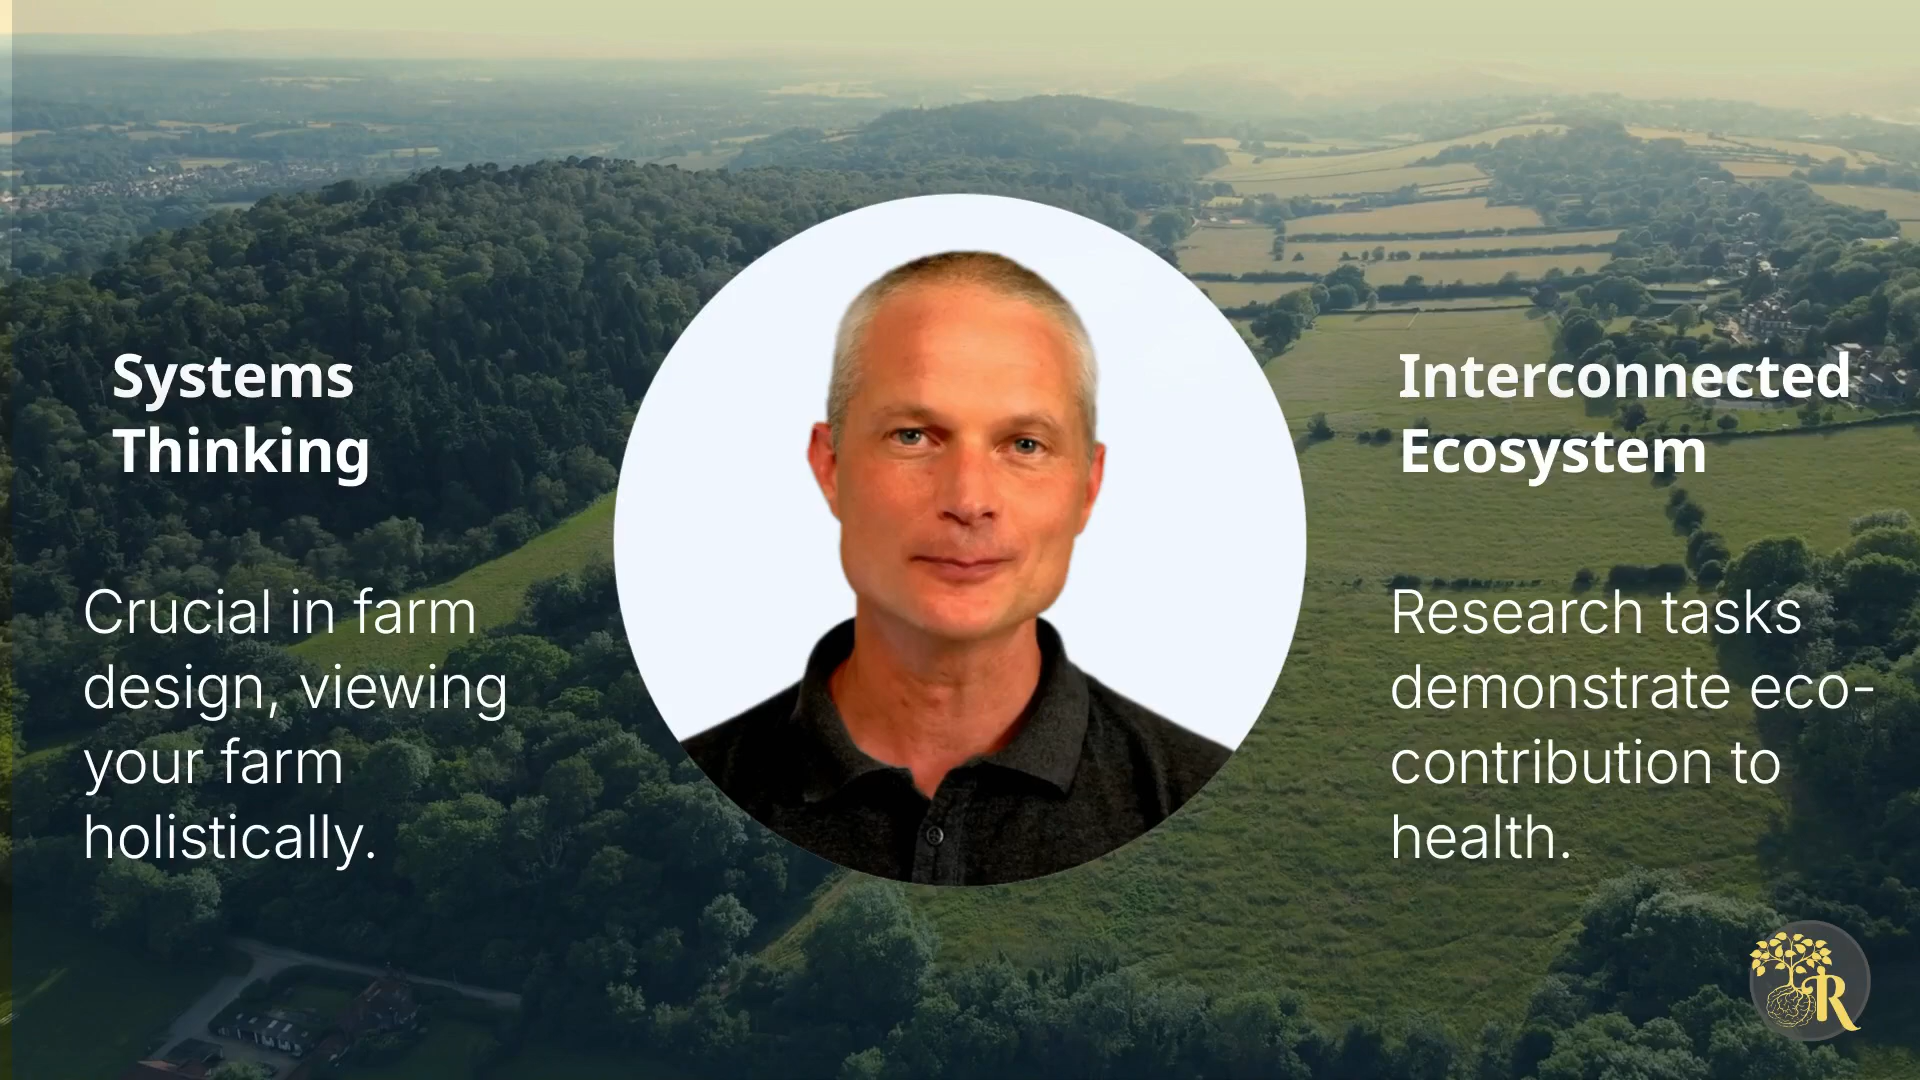 Systems
Thinking
Crucial in farm
design, viewing
your farm
holistically.
Interconnected
Ecosystem
Research tasks
demonstrate eco-
contribution to
health.
R